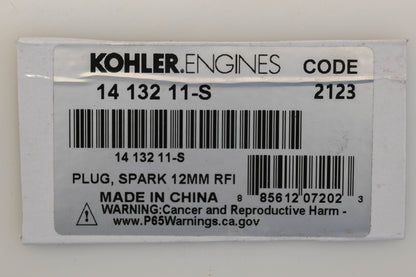 KOHLER.ENGINES CODE
14 132 11-S 2123
14 132 11-S
PLUG, SPARK 12MM RFI
MADE IN CHINA 8 85612 07202 3
WARNING:Cancer and Reproductive Harm -
www.P65Warnings.ca.gov